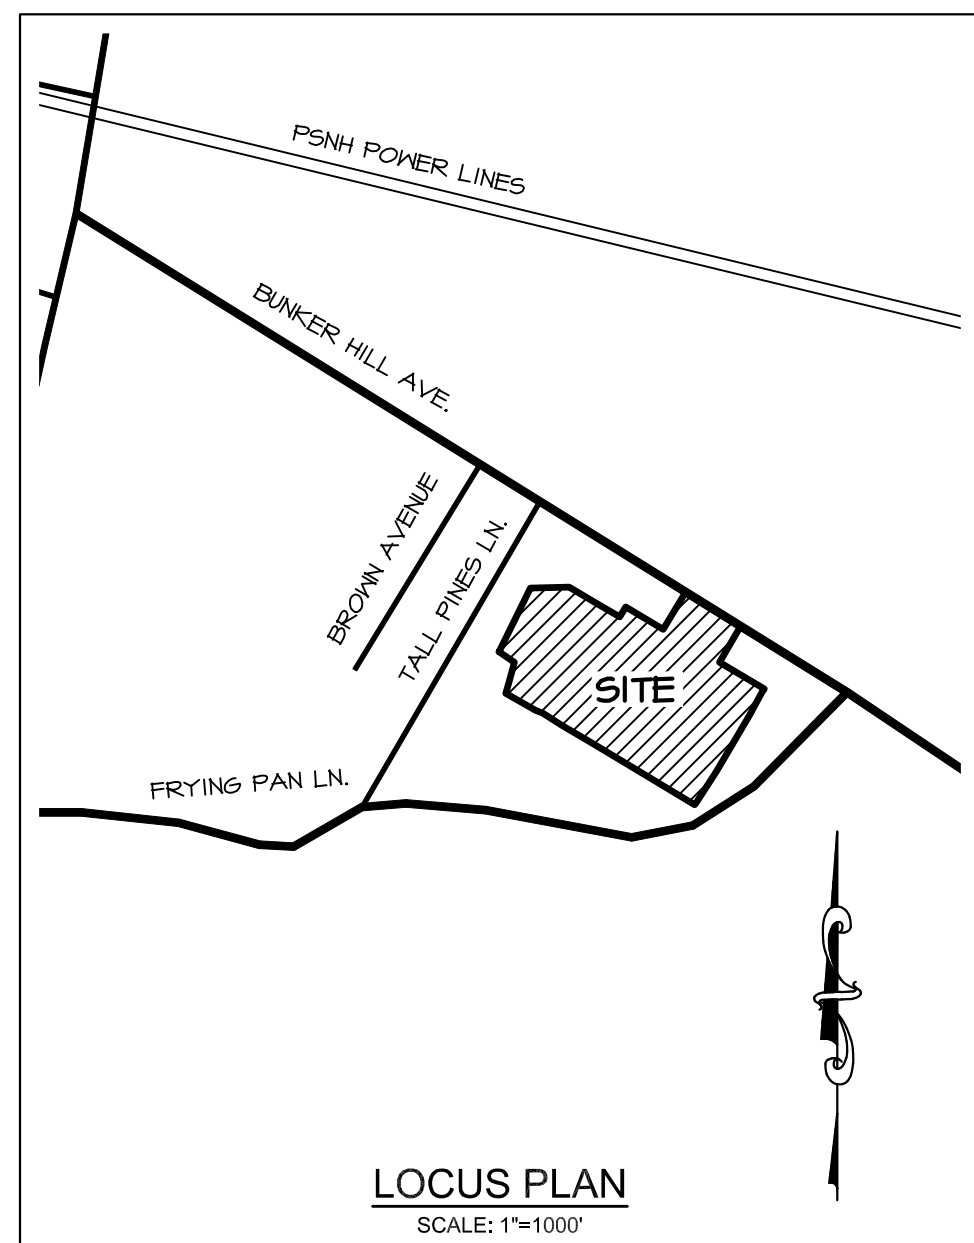 PSNH POWER LINES
BUNKER HILL AVE.
BROWN AVENUE
TALL PINES LN.
SITE
FRYING PAN LN.
LOCUS PLAN
SCALE: 1"=1000'